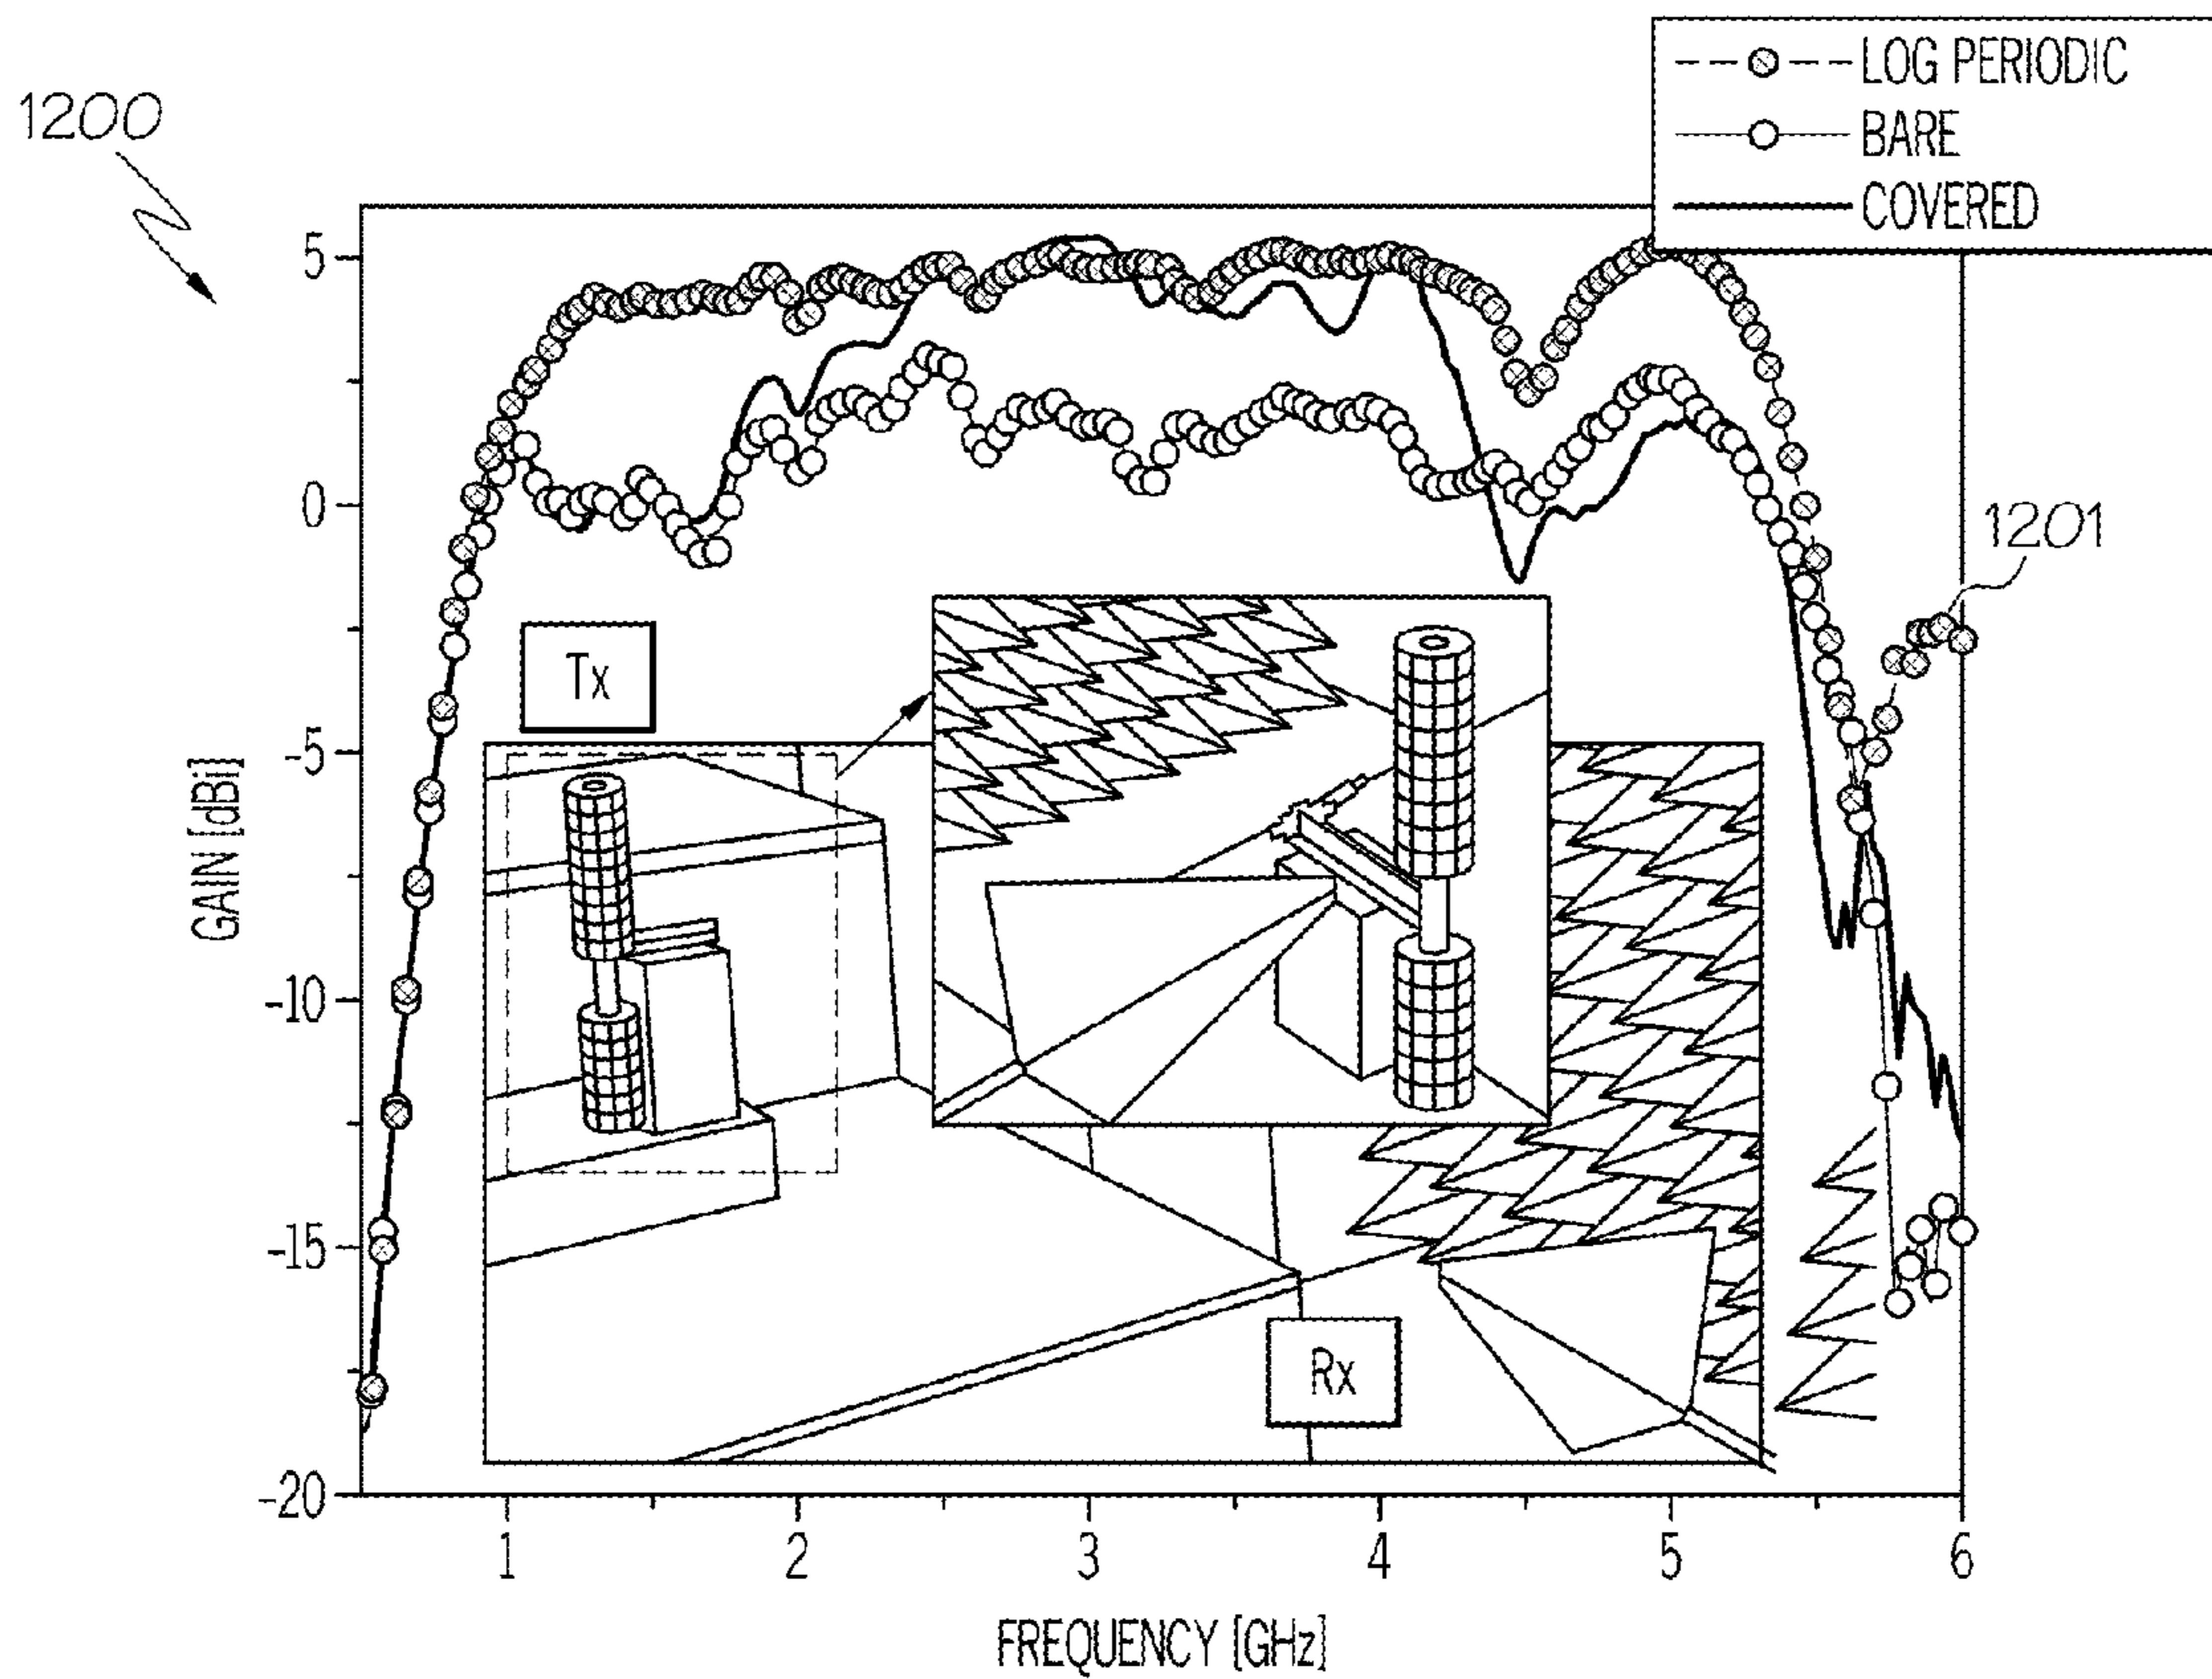 1200
LOG PERIODIC
BARE
COVERED
5
0
-5
-10
-15
-20
GAIN [dBi]
1201
Tx
Rx
1 2 3 4 5 6
FREQUENCY [GHz]